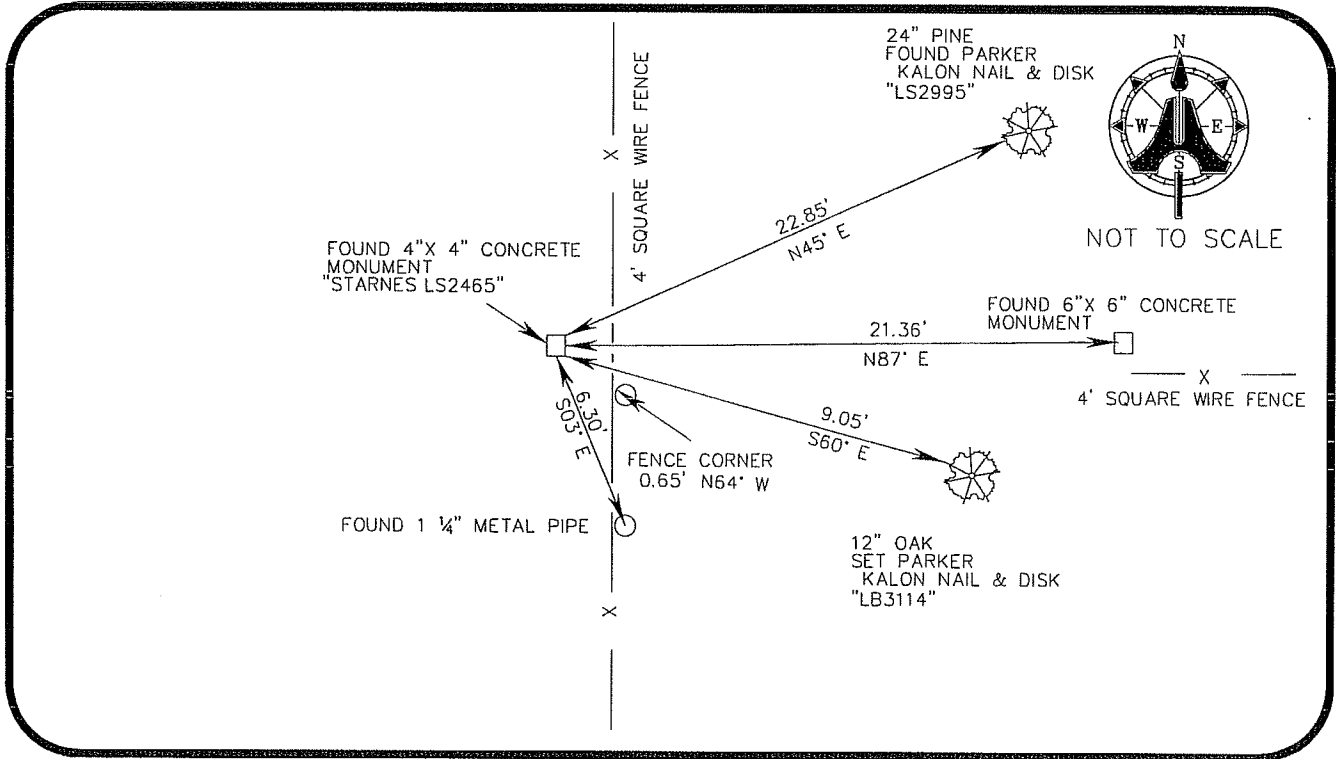 24" PINE
FOUND PARKER
KALON NAIL & DISK
"LS2995"
N
W E
S
NOT TO SCALE
X
4' SQUARE WIRE FENCE
22.85'
N45° E
FOUND 4"X 4" CONCRETE
MONUMENT
"STARNES LS2465"
FOUND 6"X 6" CONCRETE
MONUMENT
21.36'
N87° E
X
4' SQUARE WIRE FENCE
6.30'
S03° E
9.05'
S60° E
FENCE CORNER
0.65' N64° W
FOUND 1 ¼" METAL PIPE
12" OAK
SET PARKER
KALON NAIL & DISK
"LB3114"
X